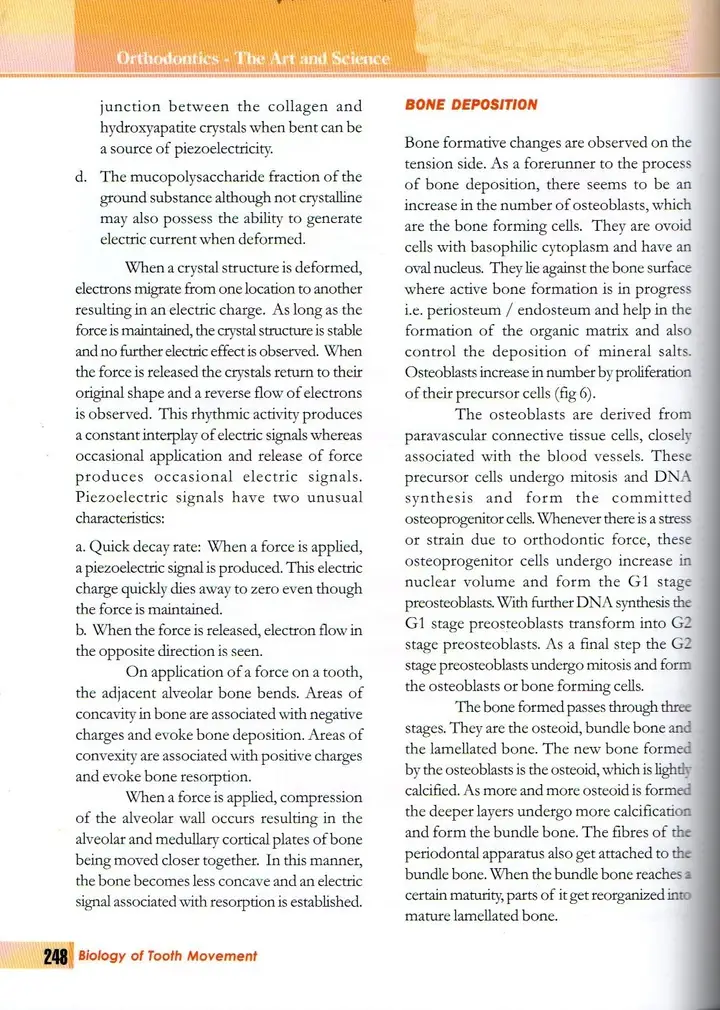 Orthodontics - The Art and Science
junction between the collagen and
hydroxyapatite crystals when bent can be
a source of piezoelectricity.
d. The mucopolysaccharide fraction of the
ground substance although not crystalline
may also possess the ability to generate
electric current when deformed.
When a crystal structure is deformed,
electrons migrate from one location to another
resulting in an electric charge. As long as the
force is maintained, the crystal structure is stable
and no further electric effect is observed. When
the force is released the crystals return to their
original shape and a reverse flow of electrons
is observed. This rhythmic activity produces
a constant interplay of electric signals whereas
occasional application and release of force
produces occasional electric signals.
Piezoelectric signals have two unusual
characteristics:
a. Quick decay rate: When a force is applied,
a piezoelectric signal is produced. This electric
charge quickly dies away to zero even though
the force is maintained.
b. When the force is released, electron flow in
the opposite direction is seen.
On application of a force on a tooth,
the adjacent alveolar bone bends. Areas of
concavity in bone are associated with negative
charges and evoke bone deposition. Areas of
convexity are associated with positive charges
and evoke bone resorption.
When a force is applied, compression
of the alveolar wall occurs resulting in the
alveolar and medullary cortical plates of bone
being moved closer together. In this manner,
the bone becomes less concave and an electric
signal associated with resorption is established.
BONE DEPOSITION
Bone formative changes are observed on the
tension side. As a forerunner to the process
of bone deposition, there seems to be an
increase in the number of osteoblasts, which
are the bone forming cells. They are ovoid
cells with basophilic cytoplasm and have an
oval nucleus. They lie against the bone surface
where active bone formation is in progress
i.e. periosteum / endosteum and help in the
formation of the organic matrix and also
control the deposition of mineral salts.
Osteoblasts increase in number by proliferation
of their precursor cells (fig 6).
The osteoblasts are derived from
paravascular connective tissue cells, closely
associated with the blood vessels. These
precursor cells undergo mitosis and DNA
synthesis and form the committed
osteoprogenitor cells. Whenever there is a stress
or strain due to orthodontic force, these
osteoprogenitor cells undergo increase in
nuclear volume and form the G1 stage
preosteoblasts. With further DNA synthesis the
G1 stage preosteoblasts transform into G2
stage preosteoblasts. As a final step the G2
stage preosteoblasts undergo mitosis and form
the osteoblasts or bone forming cells.
The bone formed passes through three
stages. They are the osteoid, bundle bone and
the lamellated bone. The new bone formed
by the osteoblasts is the osteoid, which is lightly
calcified. As more and more osteoid is formed
the deeper layers undergo more calcification
and form the bundle bone. The fibres of the
periodontal apparatus also get attached to the
bundle bone. When the bundle bone reaches a
certain maturity, parts of it get reorganized into
mature lamellated bone.
248 Biology of Tooth Movement